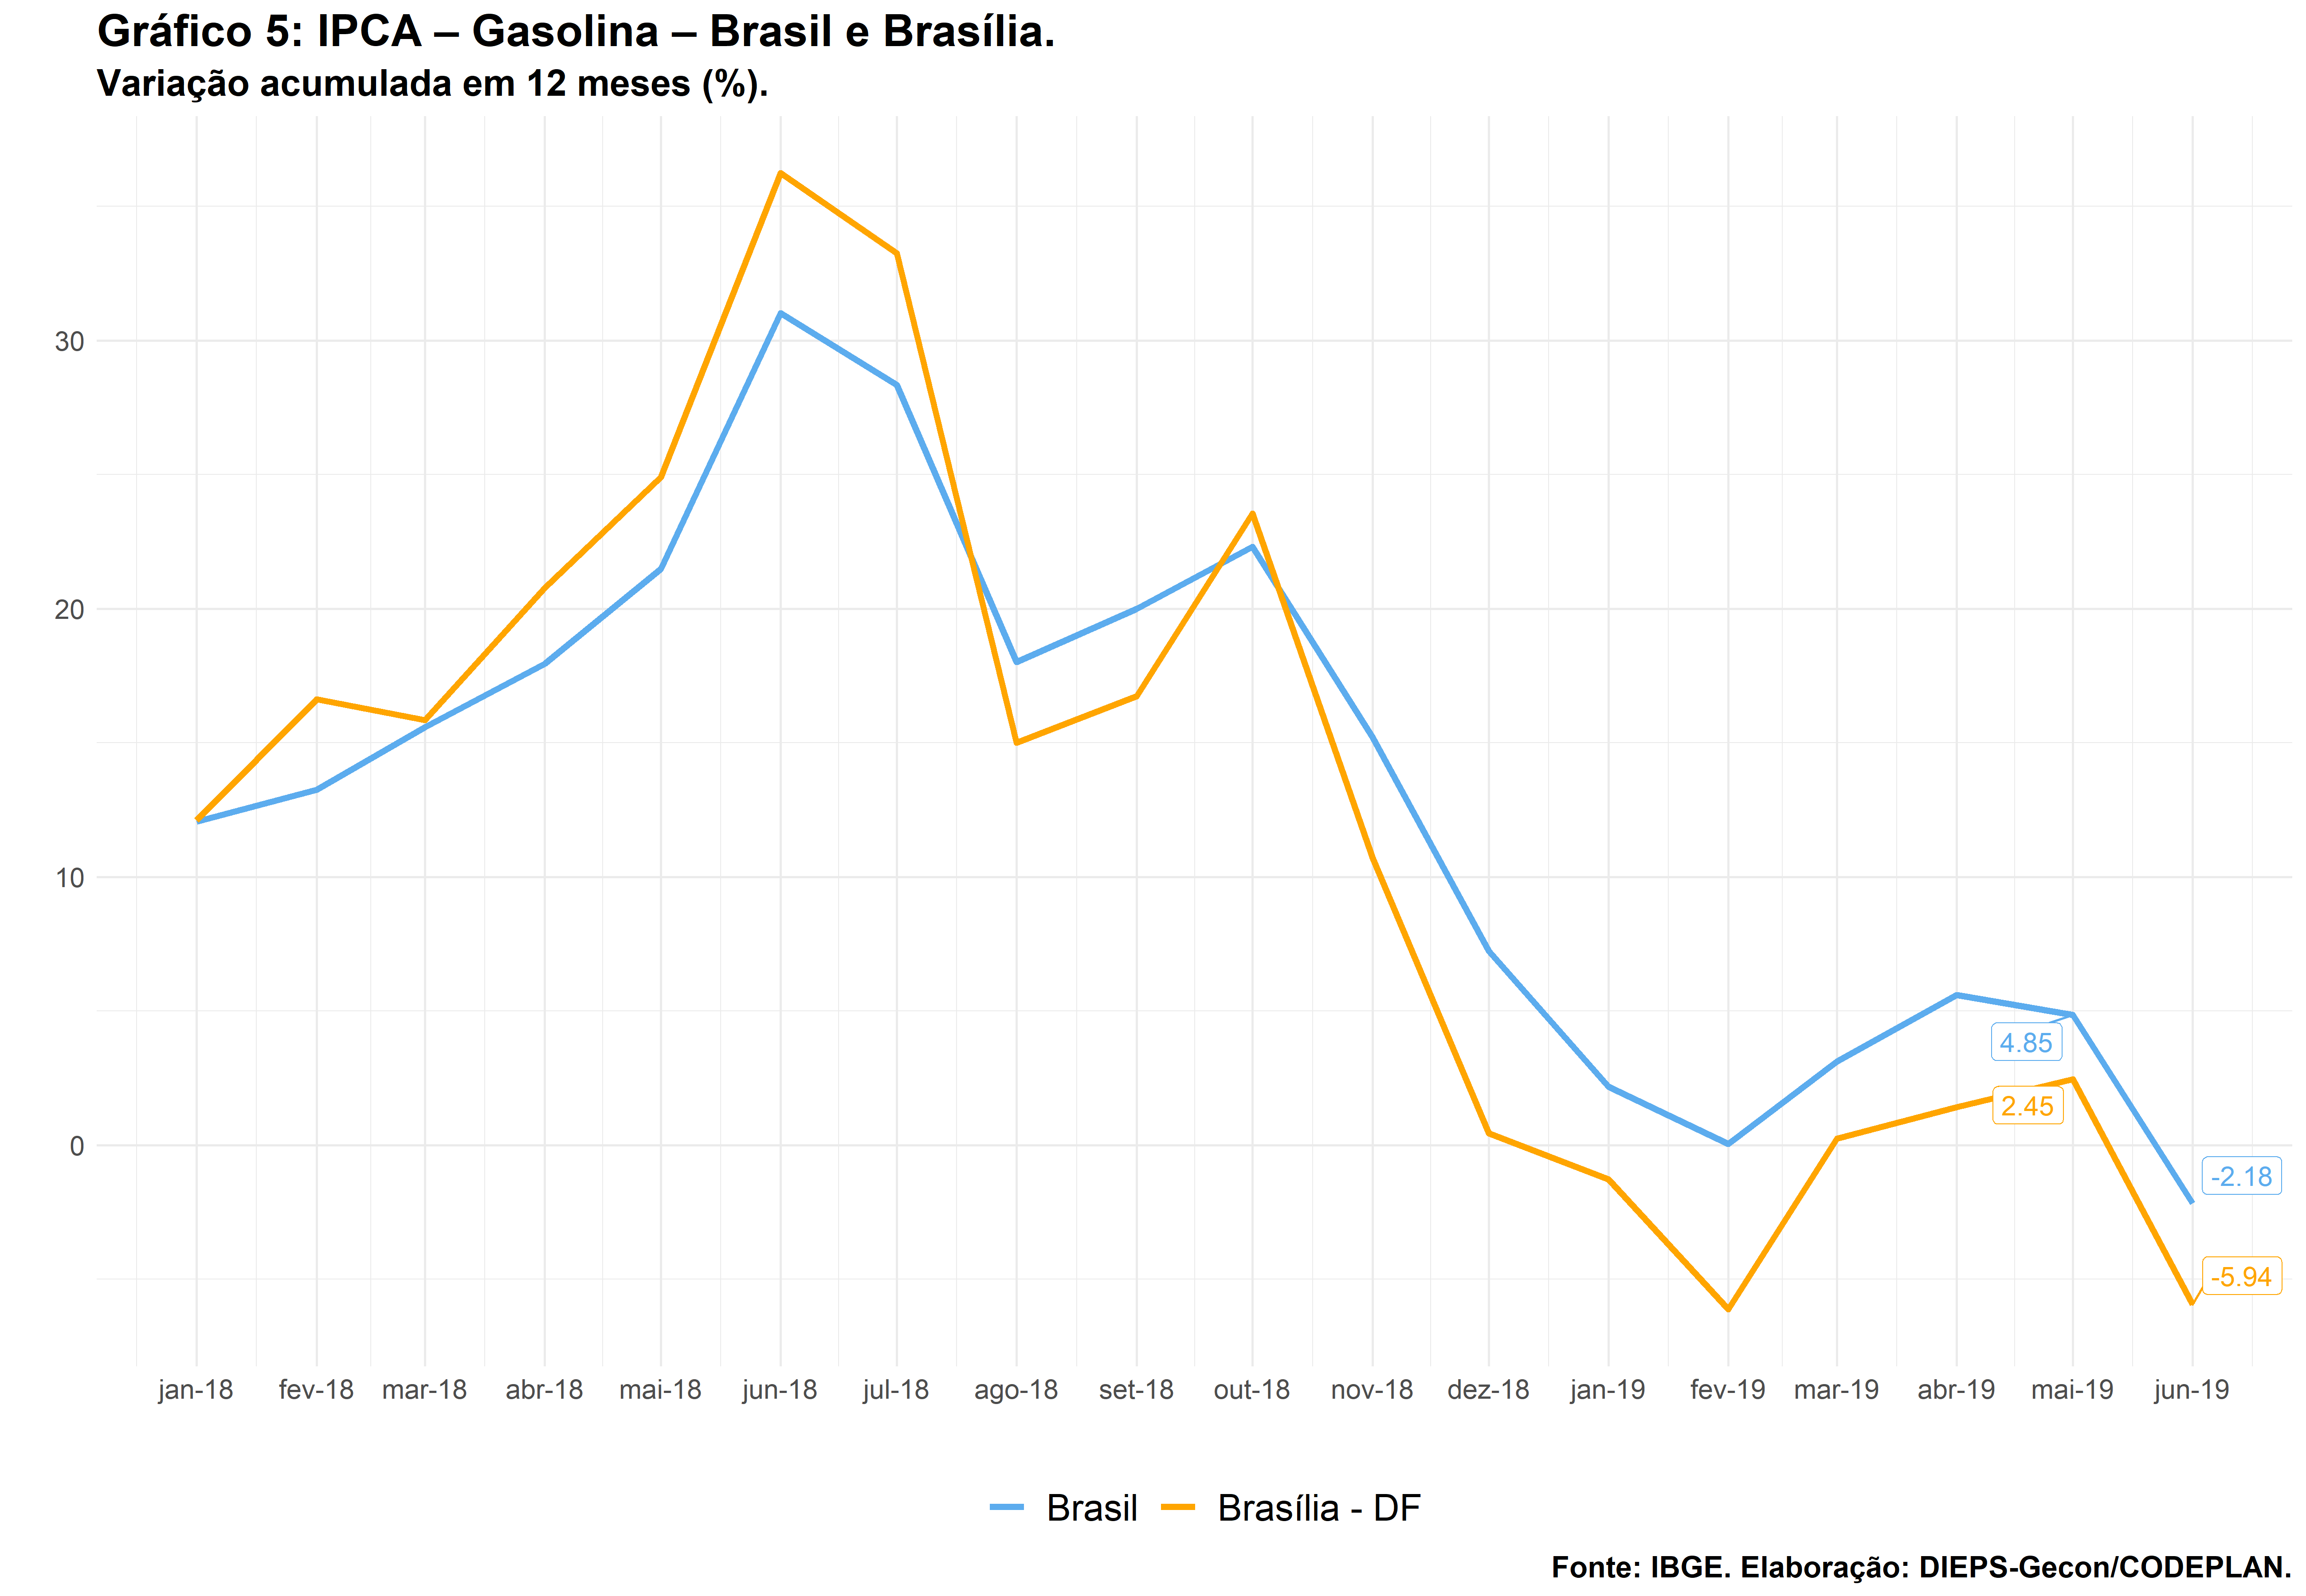 Gráfico 5: IPCA – Gasolina – Brasil e Brasília.
Variação acumulada em 12 meses (%).
30
20
10
0
4.85
2.45
-2.18
-5.94
jan-18 fev-18 mar-18 abr-18 mai-18 jun-18 jul-18 ago-18 set-18 out-18 nov-18 dez-18 jan-19 fev-19 mar-19 abr-19 mai-19 jun-19
Brasil Brasília - DF
Fonte: IBGE. Elaboração: DIEPS-Gecon/CODEPLAN.